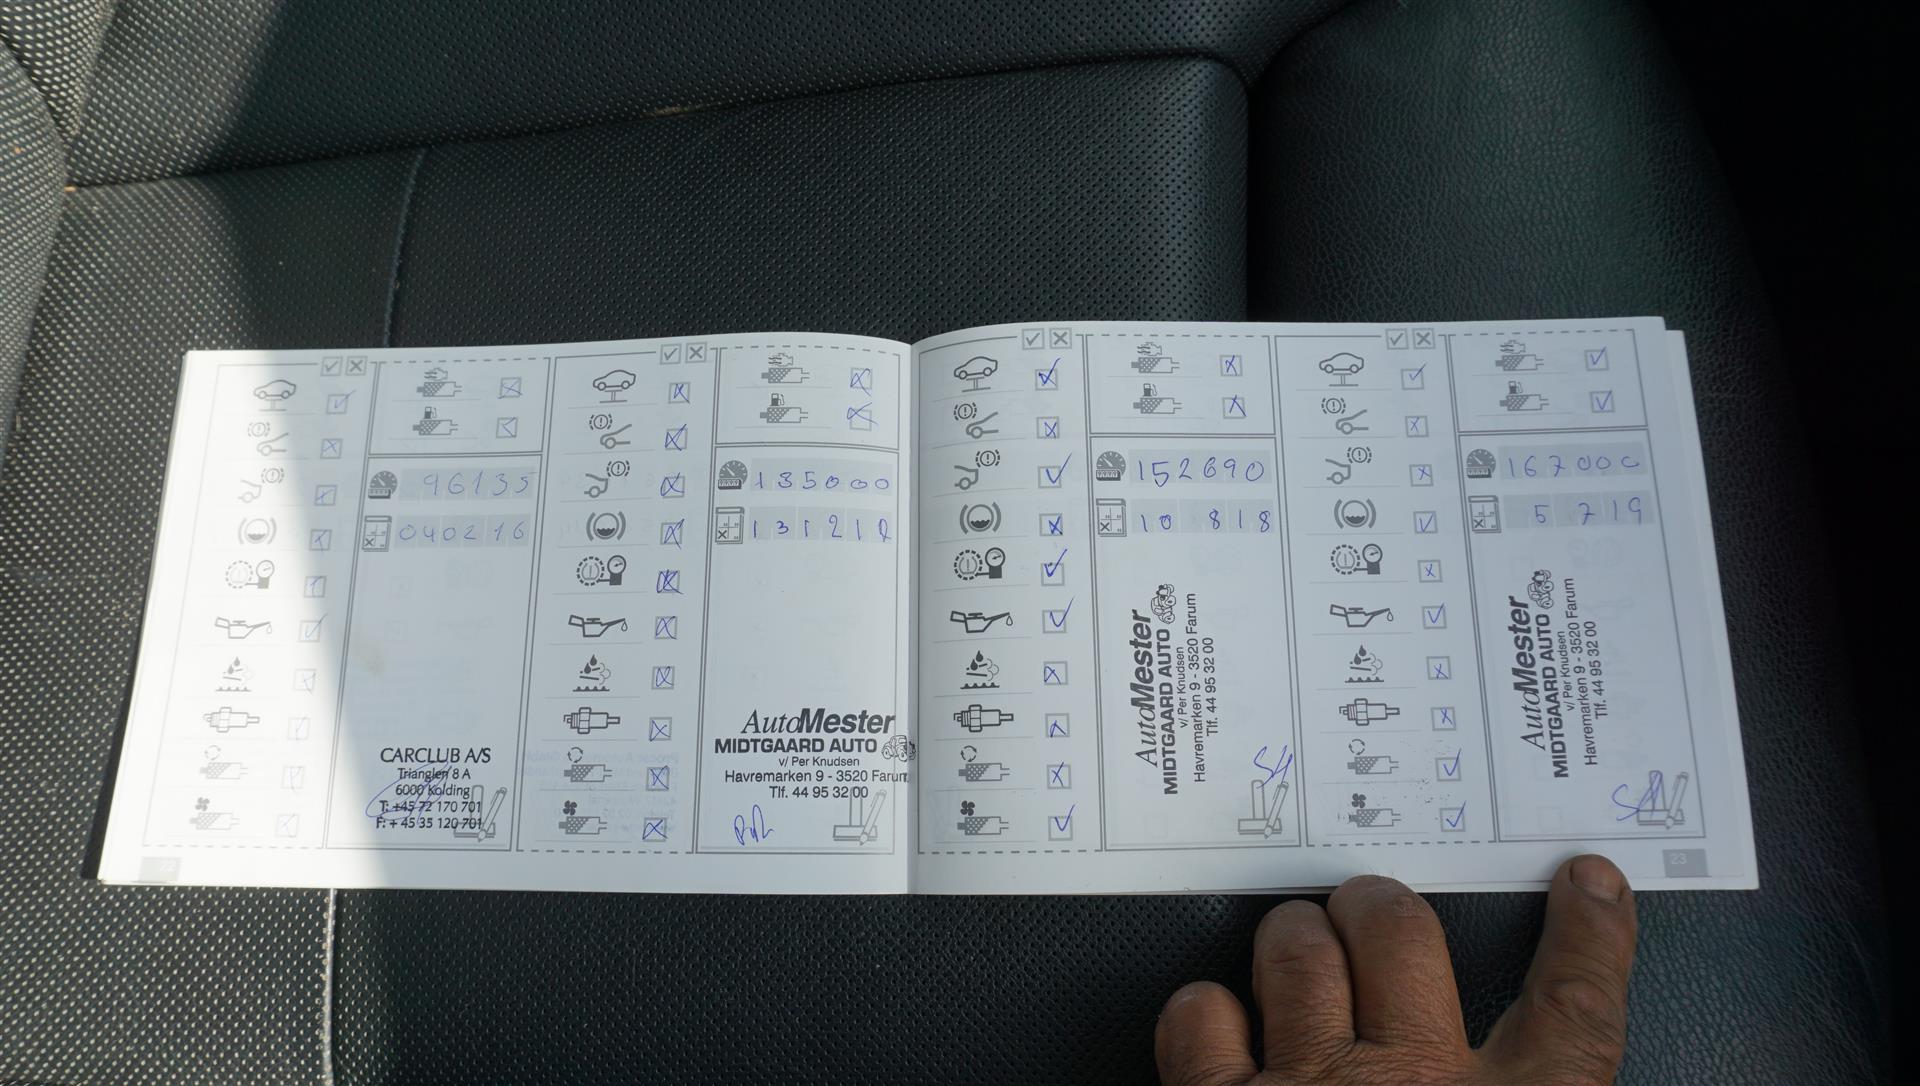 96135
040216
CARCLUB A/S
Trianglen 8 A
6000 Kolding
T: +45 72 170 701
F: + 45 35 120 701
22
135000
AutoMester
MIDTGAARD AUTO
v/ Per Knudsen
Havremarken 9 - 3520 Farum
Tlf. 44 95 32 00
152690
10 818
AutoMester
MIDTGAARD AUTO
v/ Per Knudsen
Havremarken 9 - 3520 Farum
Tlf. 44 95 32 00
167000
5 719
AutoMester
MIDTGAARD AUTO
v/ Per Knudsen
Havremarken 9 - 3520 Farum
Tlf. 44 95 32 00
23